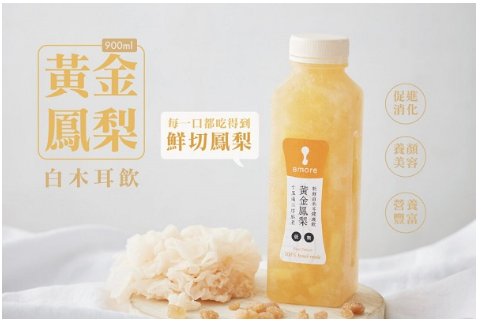 900ml
黃金
鳳梨
白木耳飲
每一口都吃得到
鮮切鳳梨
促進
消化
養顏
美容
營養
豐富
amore
黃金鳳梨